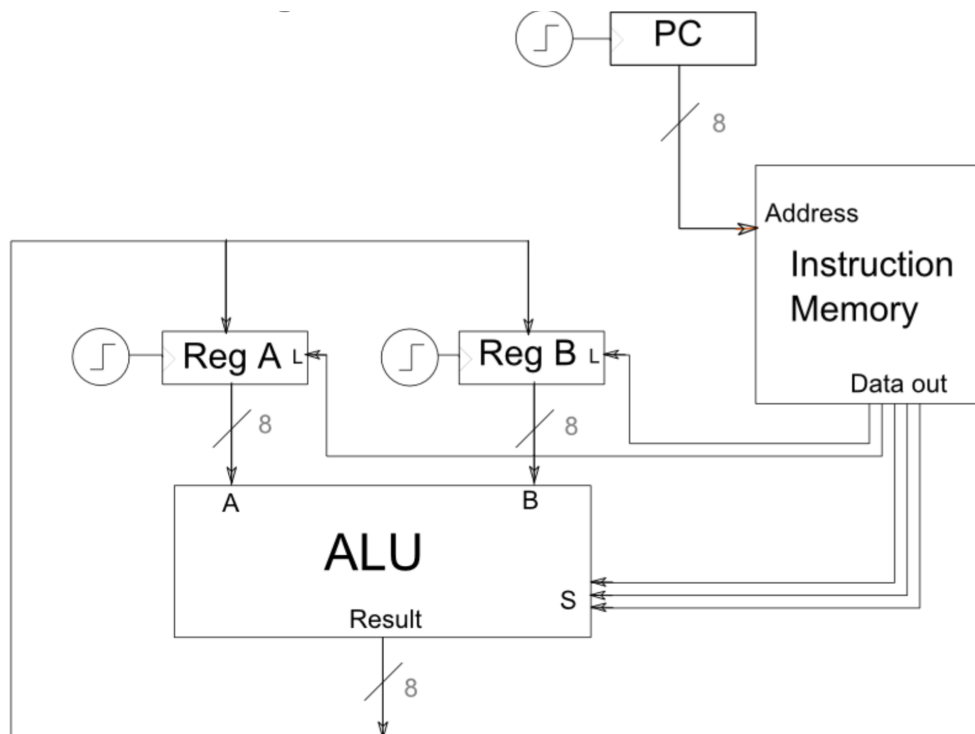 PC
8
Address
Instruction
Memory
Reg A L
Reg B L
Data out
8
8
A
B
ALU
S
Result
8